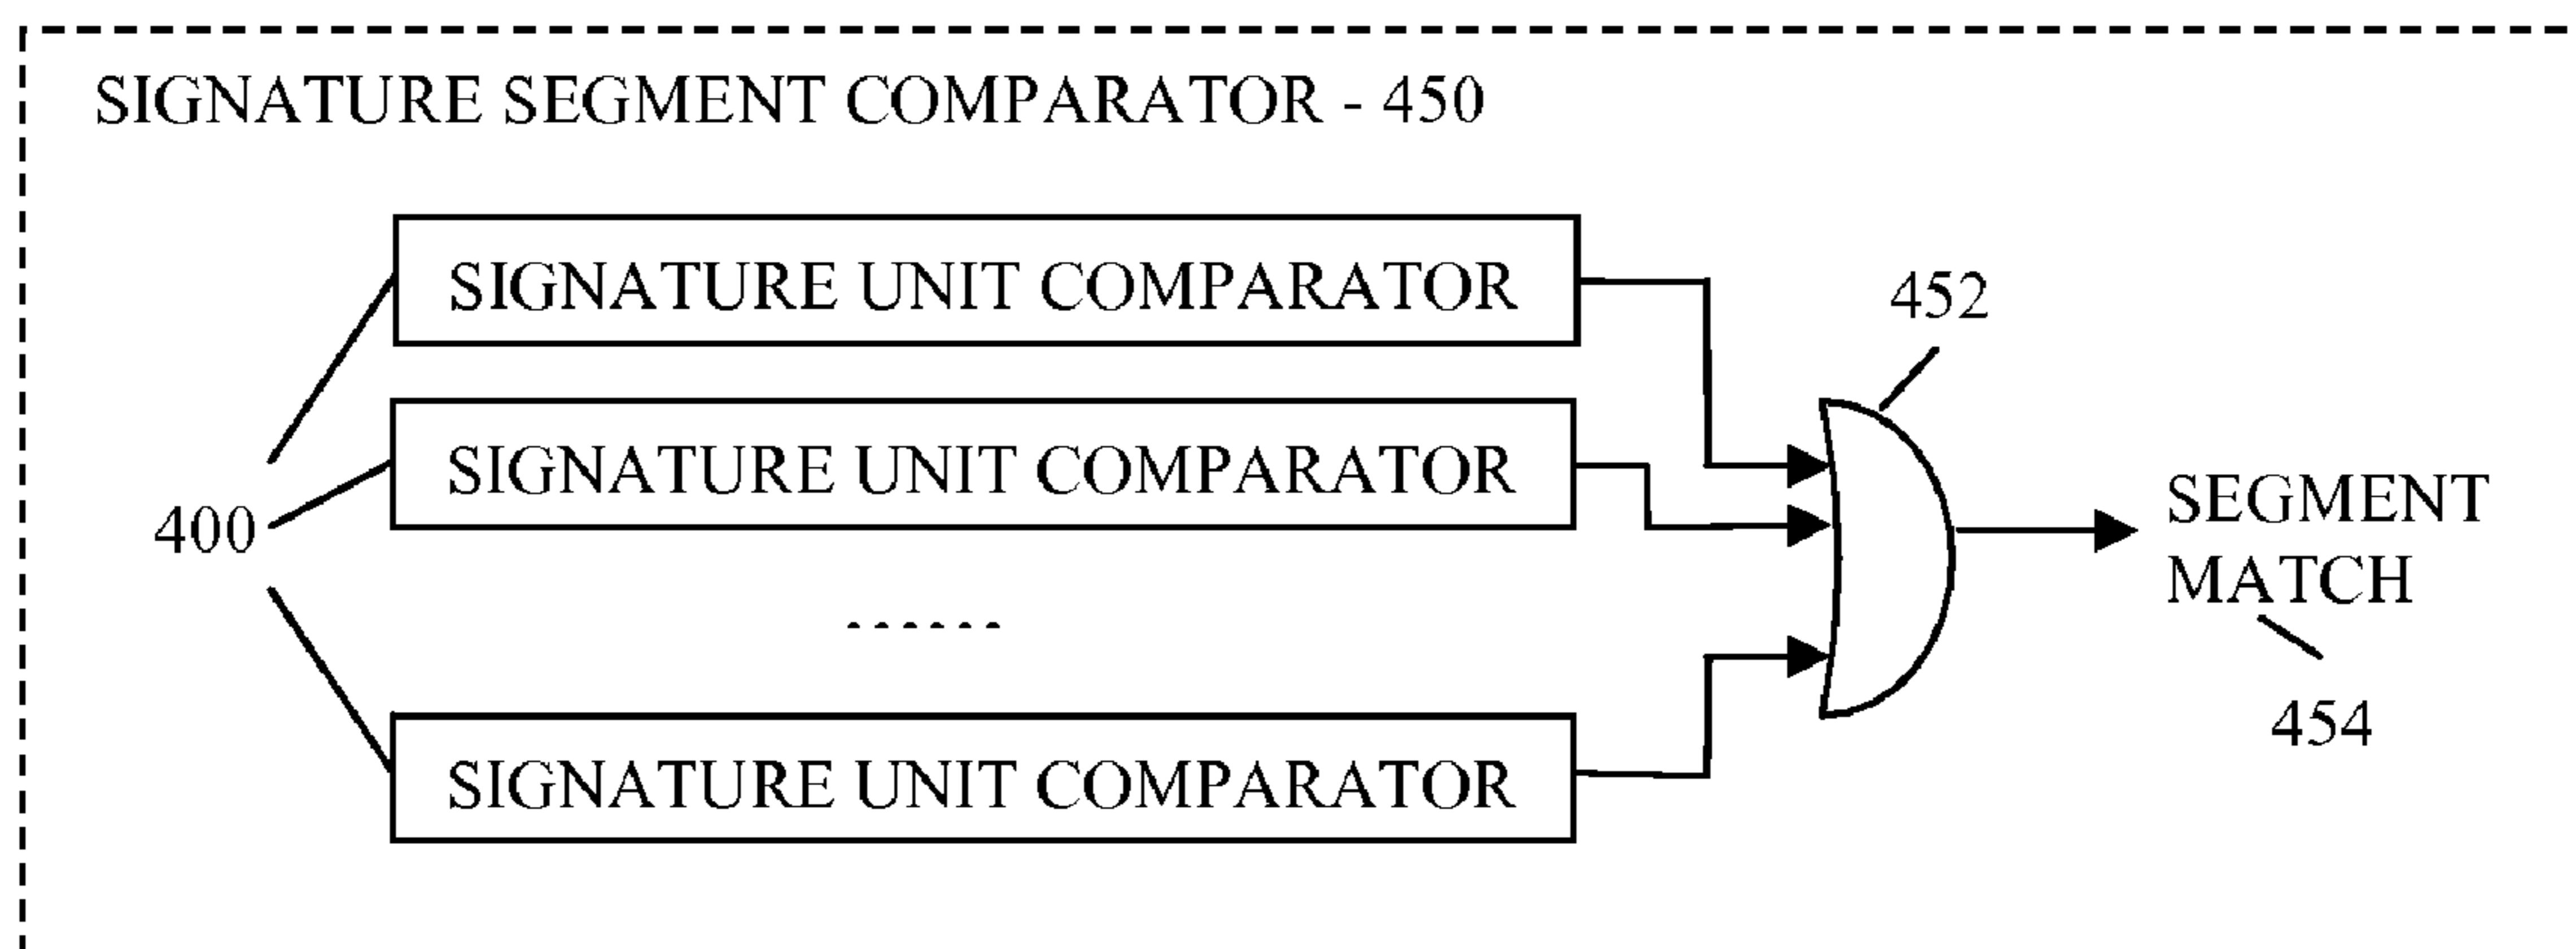 SIGNATURE SEGMENT COMPARATOR - 450
SIGNATURE UNIT COMPARATOR
452
SIGNATURE UNIT COMPARATOR
400
SEGMENT
MATCH
......
454
SIGNATURE UNIT COMPARATOR